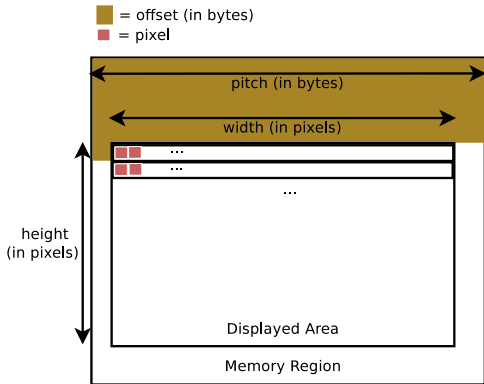 = offset (in bytes)
= pixel
pitch (in bytes)
width (in pixels)
...
...
...
height
(in pixels)
Displayed Area
Memory Region